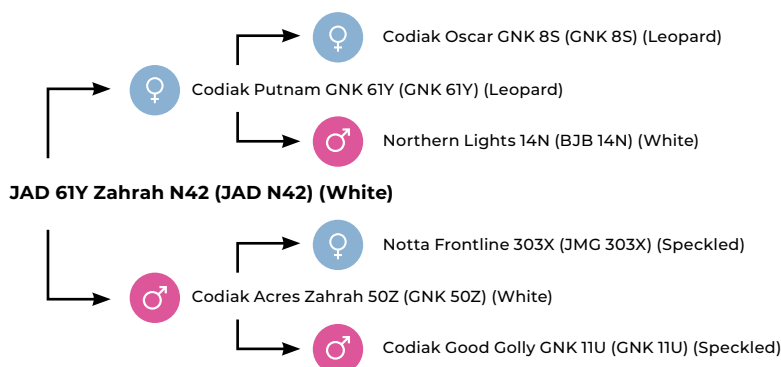 Codiak Oscar GNK 8S (GNK 8S) (Leopard)
Codiak Putnam GNK 61Y (GNK 61Y) (Leopard)
Northern Lights 14N (BJB 14N) (White)
JAD 61Y Zahrah N42 (JAD N42) (White)
Notta Frontline 303X (JMG 303X) (Speckled)
Codiak Acres Zahrah 50Z (GNK 50Z) (White)
Codiak Good Golly GNK 11U (GNK 11U) (Speckled)